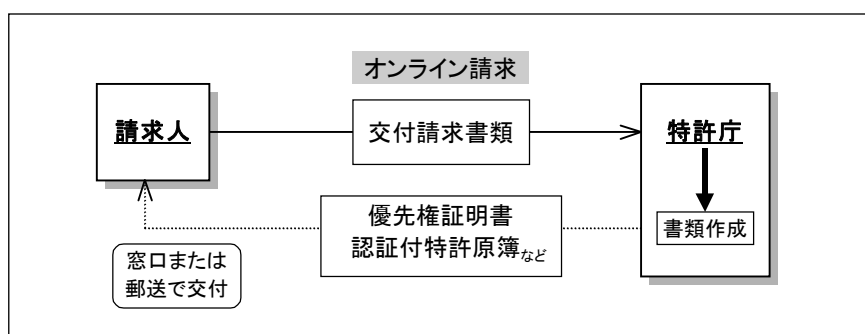 オンライン請求
請求人
交付請求書類
特許庁
書類作成
優先権証明書
認証付特許原簿など
窓口または
郵送で交付